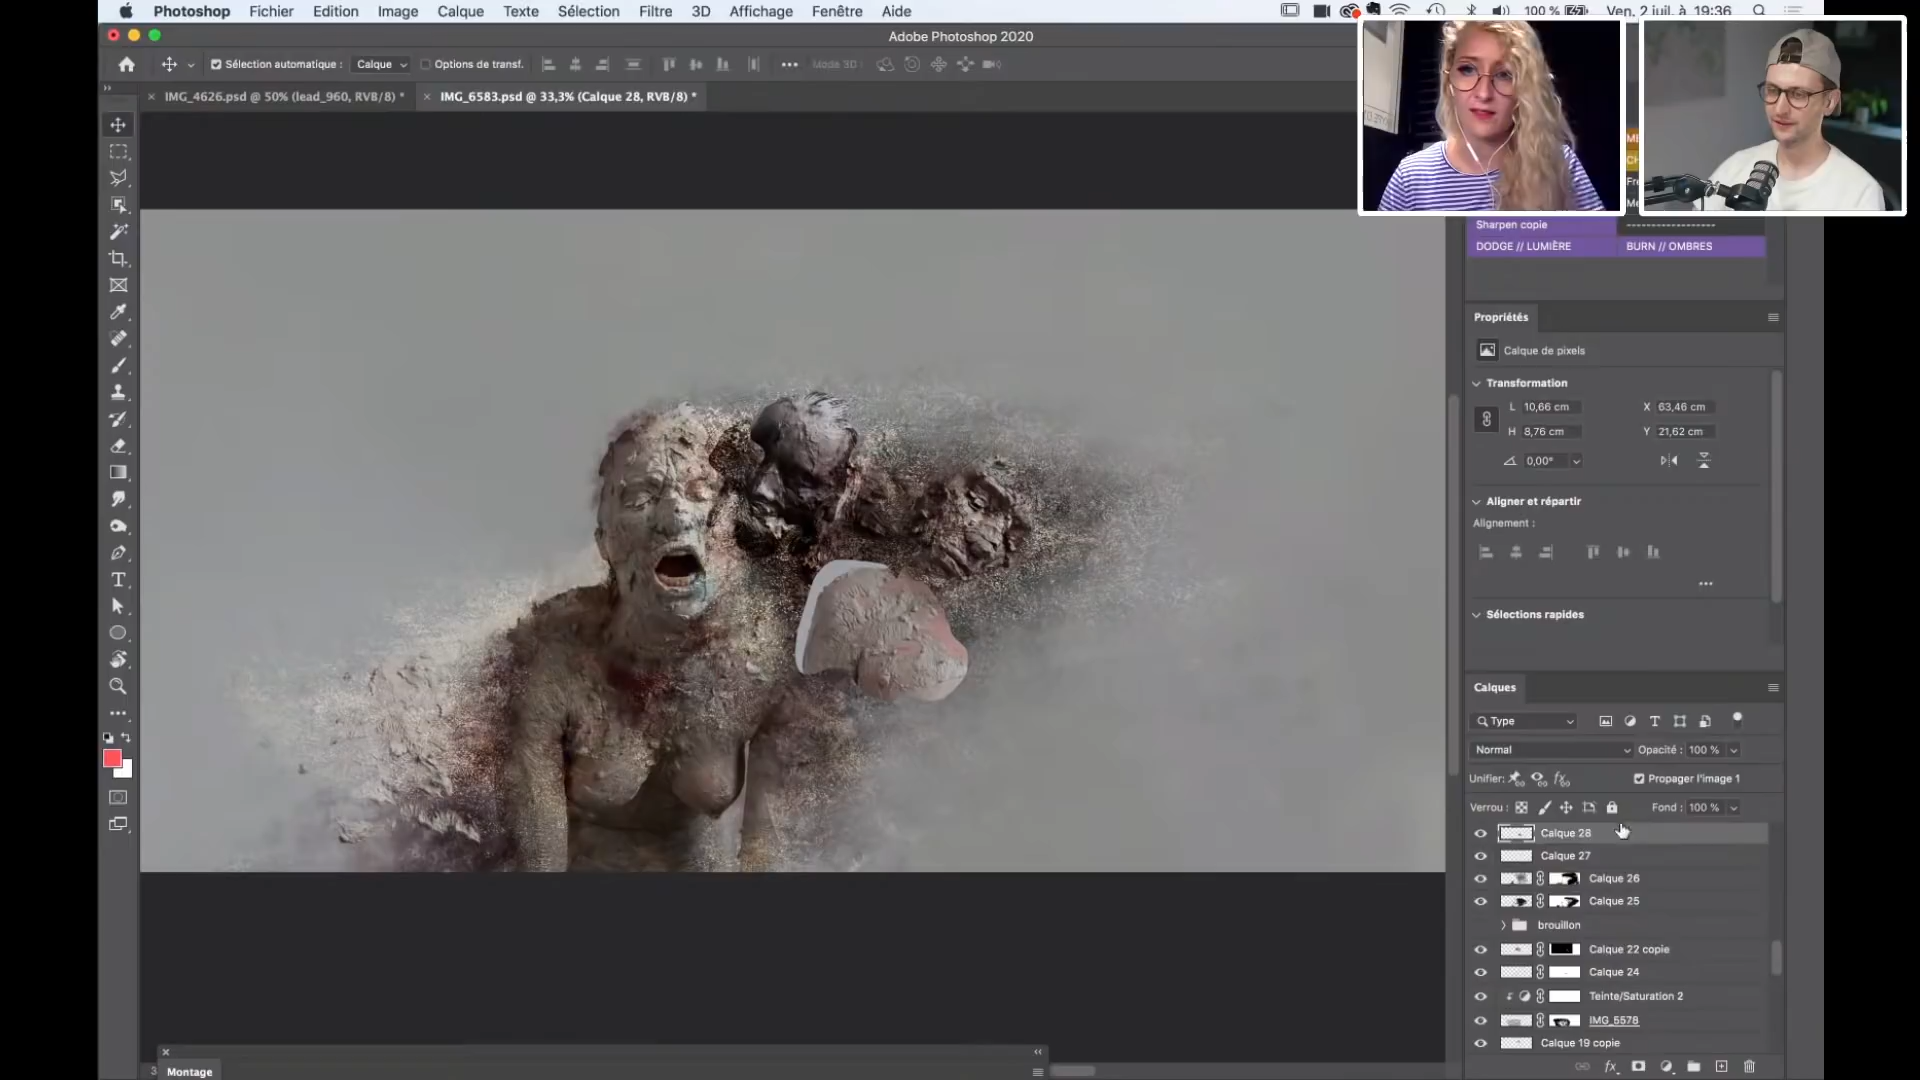 Photoshop Fichier Edition Image Calque Texte Sélection Filtre 3D Affichage Fenêtre Aide 100 % Ven. 2 juil. à 19:36
Adobe Photoshop 2020
Sélection automatique : Calque Options de transf. Mode 3D :
IMG_4626.psd @ 50% (lead_960, RVB/8) * IMG_6583.psd @ 33,3% (Calque 28, RVB/8) *
Sharpen copie --------------------
DODGE // LUMIÈRE BURN // OMBRES
Propriétés
Calque de pixels
Transformation
L 10,66 cm X 63,46 cm
H 8,76 cm Y 21,62 cm
0,00°
Aligner et répartir
Alignement :
Sélections rapides
Calques
Type
Normal Opacité : 100 %
Unifier : Propager l'image 1
Verrou : Fond : 100 %
Calque 28
Calque 27
Calque 26
Calque 25
brouillon
Calque 22 copie
Calque 24
Teinte/Saturation 2
IMG_5578
Calque 19 copie
Montage